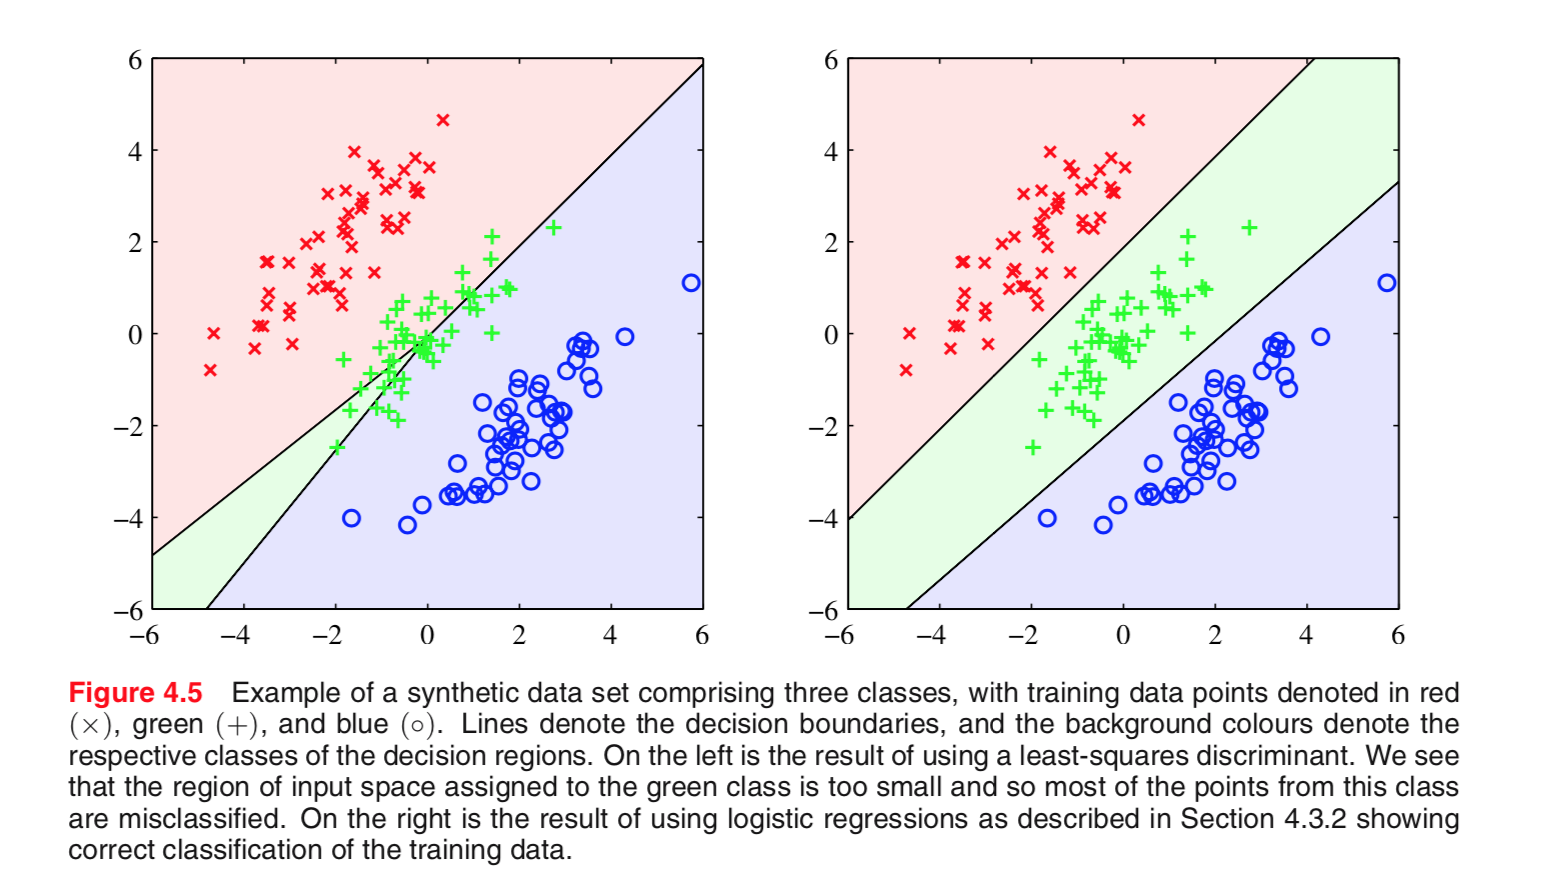 6
4
2
0
−2
−4
−6
−6 −4 −2 0 2 4 6
6
4
2
0
−2
−4
−6
−6 −4 −2 0 2 4 6
Figure 4.5 Example of a synthetic data set comprising three classes, with training data points denoted in red
(×), green (+), and blue (○). Lines denote the decision boundaries, and the background colours denote the
respective classes of the decision regions. On the left is the result of using a least-squares discriminant. We see
that the region of input space assigned to the green class is too small and so most of the points from this class
are misclassified. On the right is the result of using logistic regressions as described in Section 4.3.2 showing
correct classification of the training data.